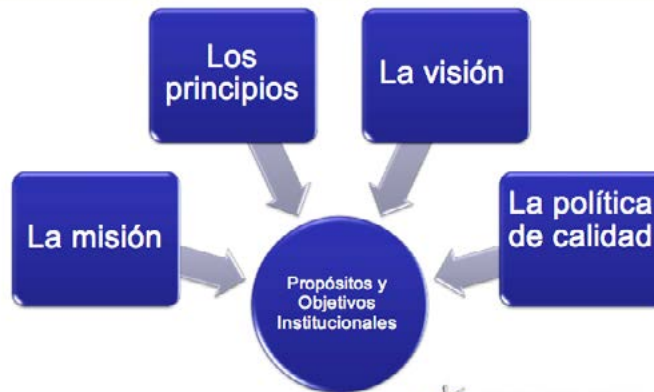 Los
principios
La visión
La misión
La política
de calidad
Propósitos y
Objetivos
Institucionales